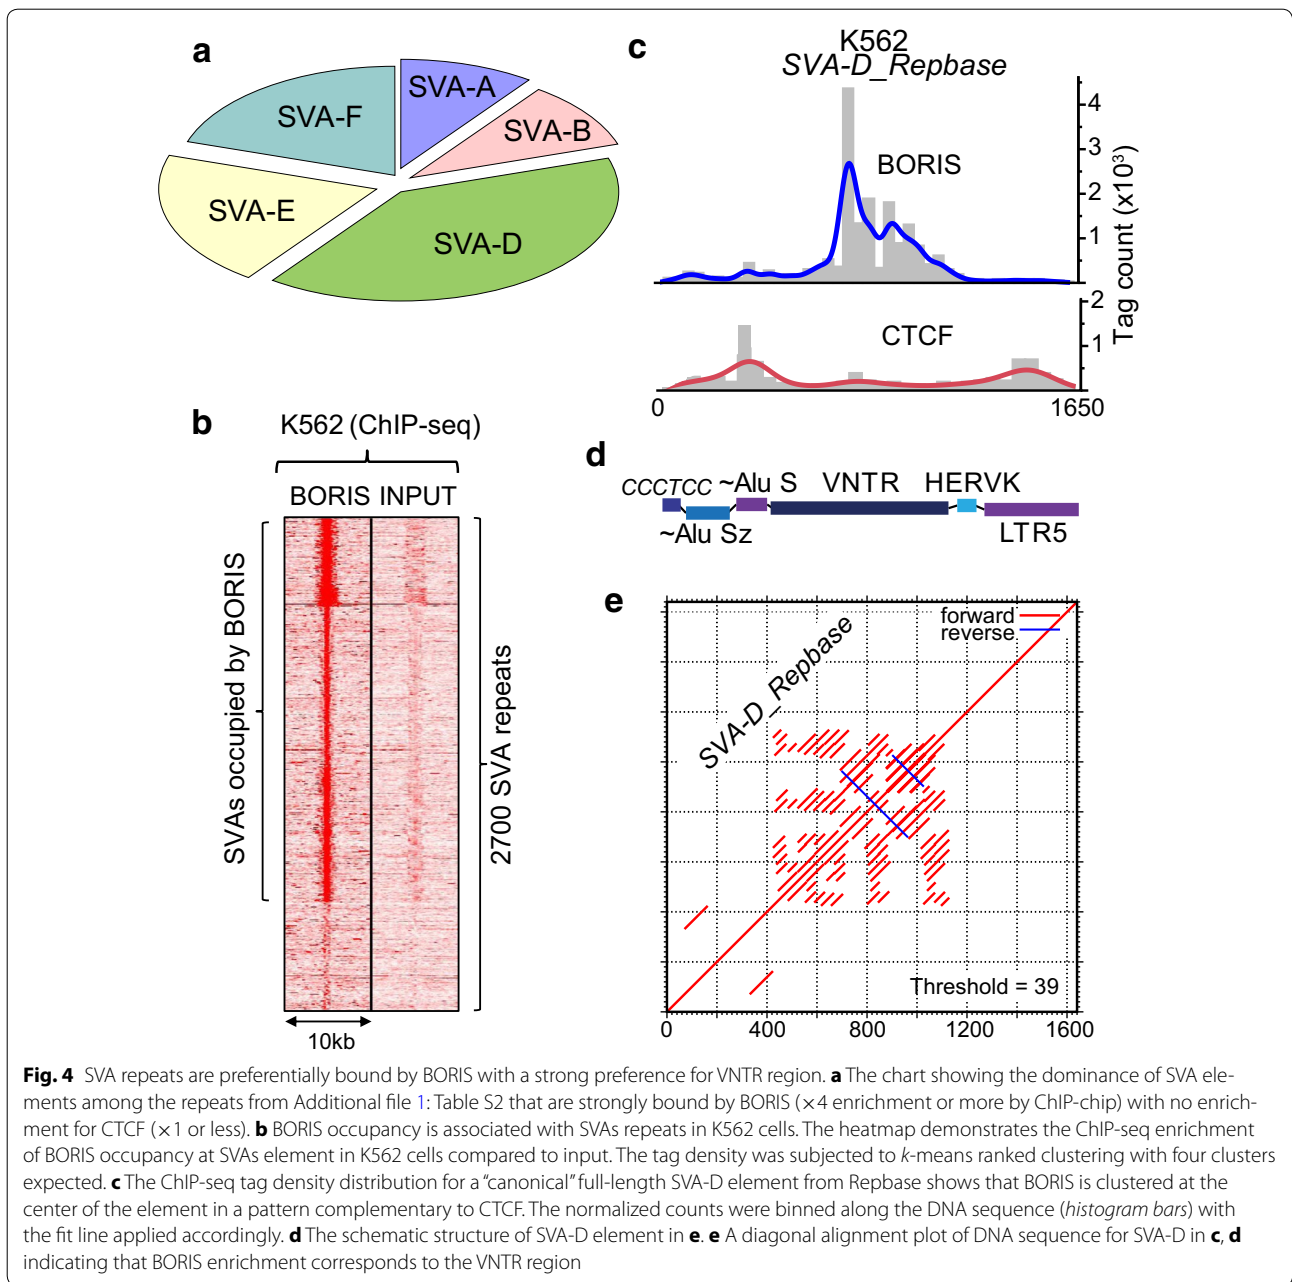 a
SVA-A
SVA-B
SVA-D
SVA-E
SVA-F
b
K562 (ChIP-seq)
BORIS INPUT
SVAs occupied by BORIS
2700 SVA repeats
10kb
c
K562
SVA-D_Repbase
BORIS
4
3
2
1
Tag count (x10³)
CTCF
2
1
0 1650
d
CCCTCC ~Alu S VNTR HERVK
~Alu Sz LTR5
e
forward
reverse
SVA-D_Repbase
Threshold = 39
0 400 800 1200 1600
Fig. 4 SVA repeats are preferentially bound by BORIS with a strong preference for VNTR region. a The chart showing the dominance of SVA ele-
ments among the repeats from Additional file 1: Table S2 that are strongly bound by BORIS (×4 enrichment or more by ChIP-chip) with no enrich-
ment for CTCF (×1 or less). b BORIS occupancy is associated with SVAs repeats in K562 cells. The heatmap demonstrates the ChIP-seq enrichment
of BORIS occupancy at SVAs element in K562 cells compared to input. The tag density was subjected to k-means ranked clustering with four clusters
expected. c The ChIP-seq tag density distribution for a “canonical” full-length SVA-D element from Repbase shows that BORIS is clustered at the
center of the element in a pattern complementary to CTCF. The normalized counts were binned along the DNA sequence (histogram bars) with
the fit line applied accordingly. d The schematic structure of SVA-D element in e. e A diagonal alignment plot of DNA sequence for SVA-D in c, d
indicating that BORIS enrichment corresponds to the VNTR region